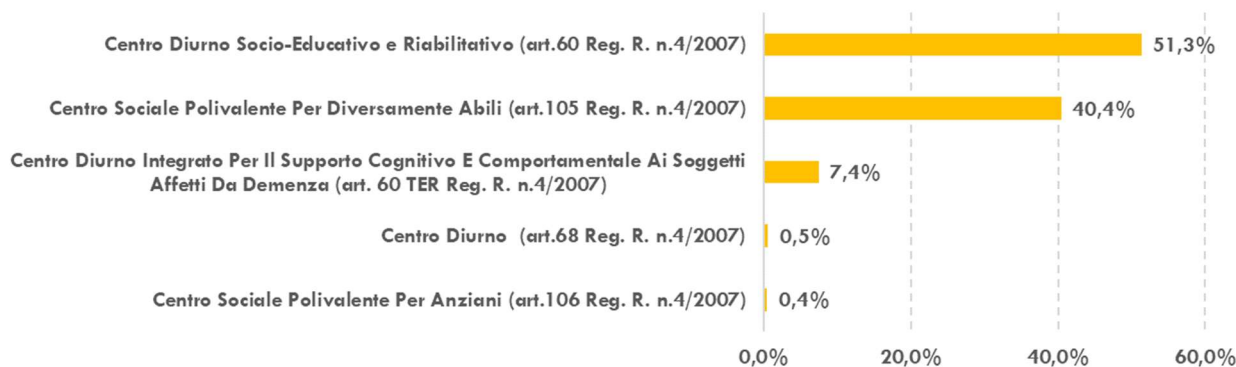 Centro Diurno Socio-Educativo e Riabilitativo (art.60 Reg. R. n.4/2007)
51,3%
Centro Sociale Polivalente Per Diversamente Abili (art.105 Reg. R. n.4/2007)
40,4%
Centro Diurno Integrato Per Il Supporto Cognitivo E Comportamentale Ai Soggetti
Affetti Da Demenza (art. 60 TER Reg. R. n.4/2007)
7,4%
Centro Diurno  (art.68 Reg. R. n.4/2007)
0,5%
Centro Sociale Polivalente Per Anziani (art.106 Reg. R. n.4/2007)
0,4%
0,0% 20,0% 40,0% 60,0%